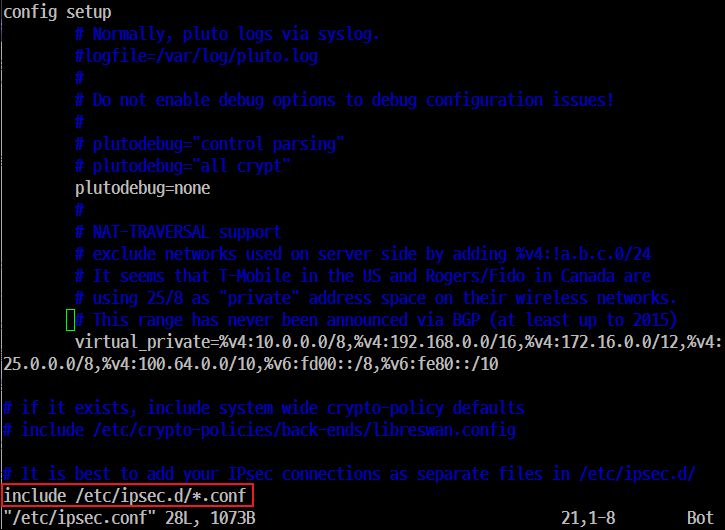 config setup
# Normally, pluto logs via syslog.
#logfile=/var/log/pluto.log
#
# Do not enable debug options to debug configuration issues!
#
# plutodebug="control parsing"
# plutodebug="all crypt"
plutodebug=none
#
# NAT-TRAVERSAL support
# exclude networks used on server side by adding %v4:!a.b.c.0/24
# It seems that T-Mobile in the US and Rogers/Fido in Canada are
# using 25/8 as "private" address space on their wireless networks.
# This range has never been announced via BGP (at least up to 2015)
virtual_private=%v4:10.0.0.0/8,%v4:192.168.0.0/16,%v4:172.16.0.0/12,%v4:
25.0.0.0/8,%v4:100.64.0.0/10,%v6:fd00::/8,%v6:fe80::/10
# if it exists, include system wide crypto-policy defaults
# include /etc/crypto-policies/back-ends/libreswan.config
# It is best to add your IPsec connections as separate files in /etc/ipsec.d/
include /etc/ipsec.d/*.conf
"/etc/ipsec.conf" 28L, 1073B 21,1-8 Bot